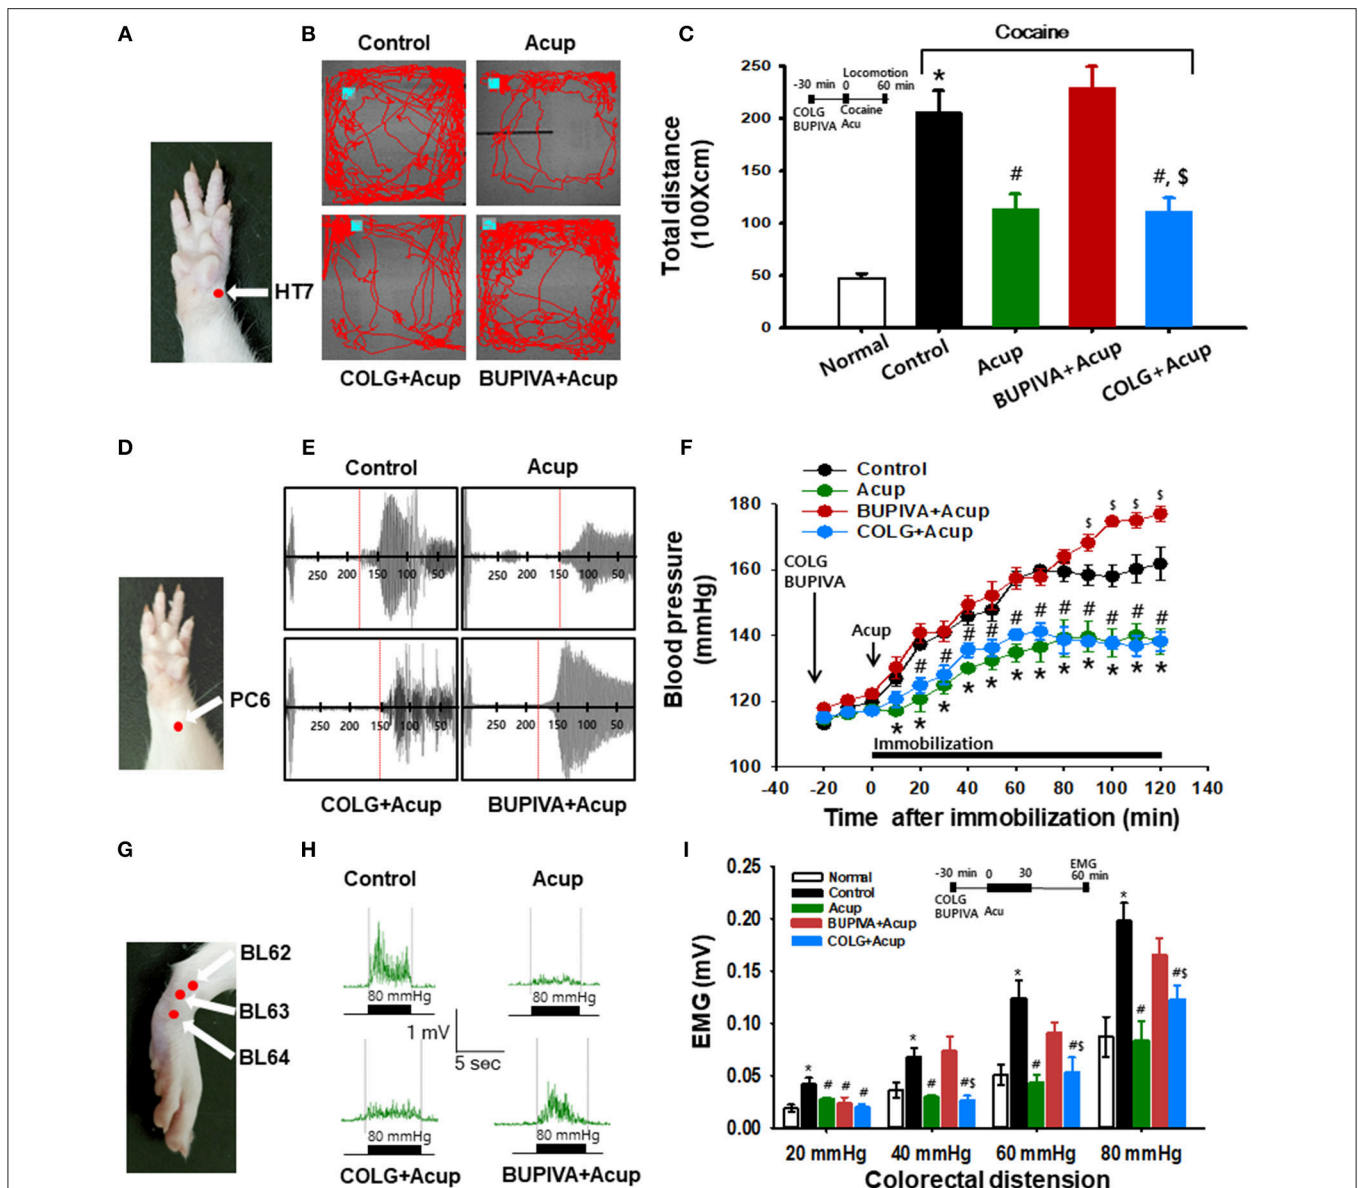 A
HT7
B
Control
Acup
COLG+Acup
BUPIVA+Acup
C
Cocaine
Total distance
(100Xcm)
250
200
150
100
50
0
Locomotion
-30 min 0 60 min
COLG
BUPIVA
Cocaine
Acu
*
#
#, $
Normal
Control
Acup
BUPIVA+Acup
COLG+Acup
D
PC6
E
Control
Acup
250 200 150 100 50
250 200 150 100 50
250 200 150 100 50
250 200 150 100 50
COLG+Acup
BUPIVA+Acup
F
Control
Acup
BUPIVA+Acup
COLG+Acup
Blood pressure
(mmHg)
180
160
140
120
100
COLG
BUPIVA
Acup
$ $ $ $
# # # # # # # # # # #
* * * * * * * * * * * *
Immobilization
-40 -20 0 20 40 60 80 100 120 140
Time after immobilization (min)
G
BL62
BL63
BL64
H
Control
Acup
80 mmHg
80 mmHg
1 mV
5 sec
80 mmHg
80 mmHg
COLG+Acup
BUPIVA+Acup
I
EMG (mV)
0.25
0.20
0.15
0.10
0.05
0.00
Normal
Control
Acup
BUPIVA+Acup
COLG+Acup
EMG
-30 min 0 30 60 min
COLG
BUPIVA
Acu
* # # #
* # #$
* # #$
* # #$
20 mmHg 40 mmHg 60 mmHg 80 mmHg
Colorectal distension